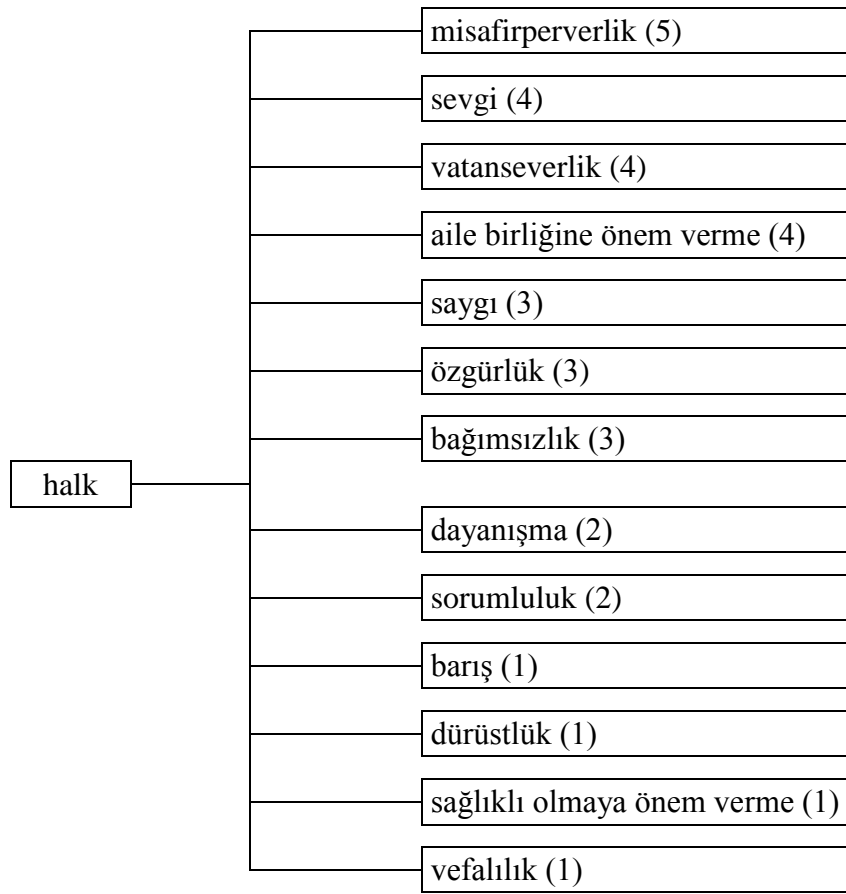 misafirperverlik (5)
sevgi (4)
vatanseverlik (4)
aile birliğine önem verme (4)
saygı (3)
özgürlük (3)
bağımsızlık (3)
halk
dayanışma (2)
sorumluluk (2)
barış (1)
dürüstlük (1)
sağlıklı olmaya önem verme (1)
vefalılık (1)